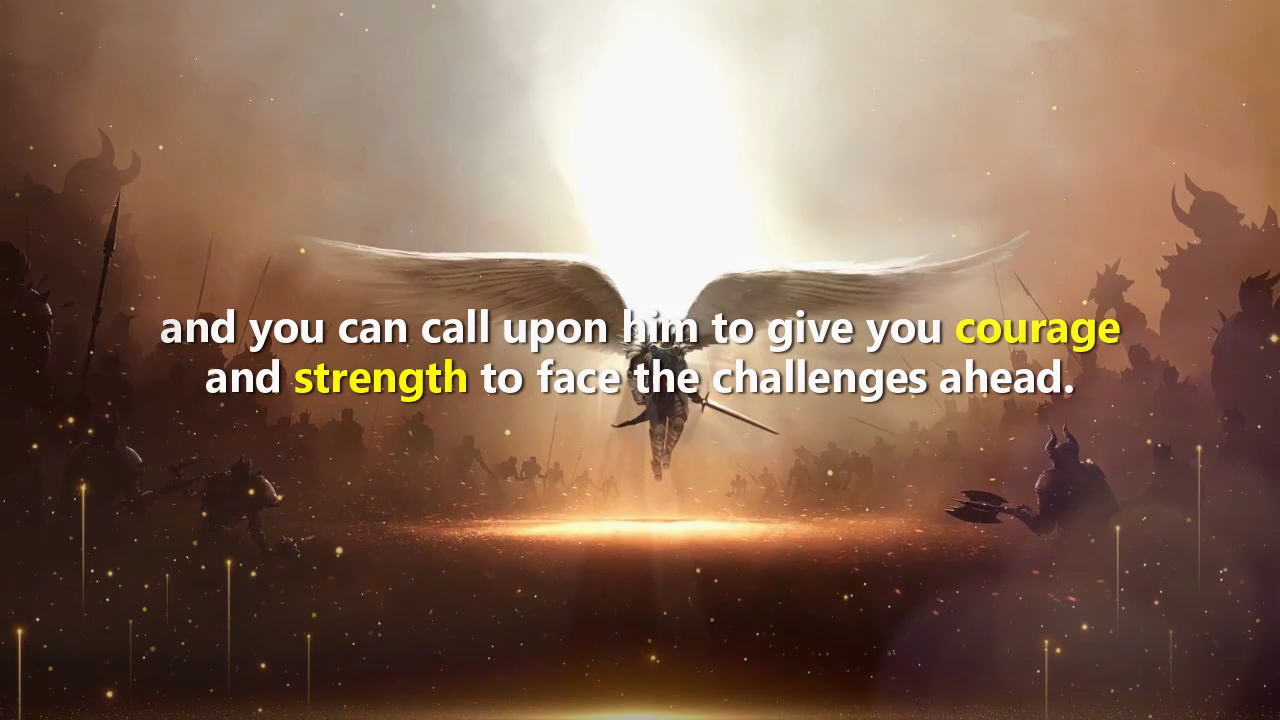 and you can call upon him to give you courage
and strength to face the challenges ahead.